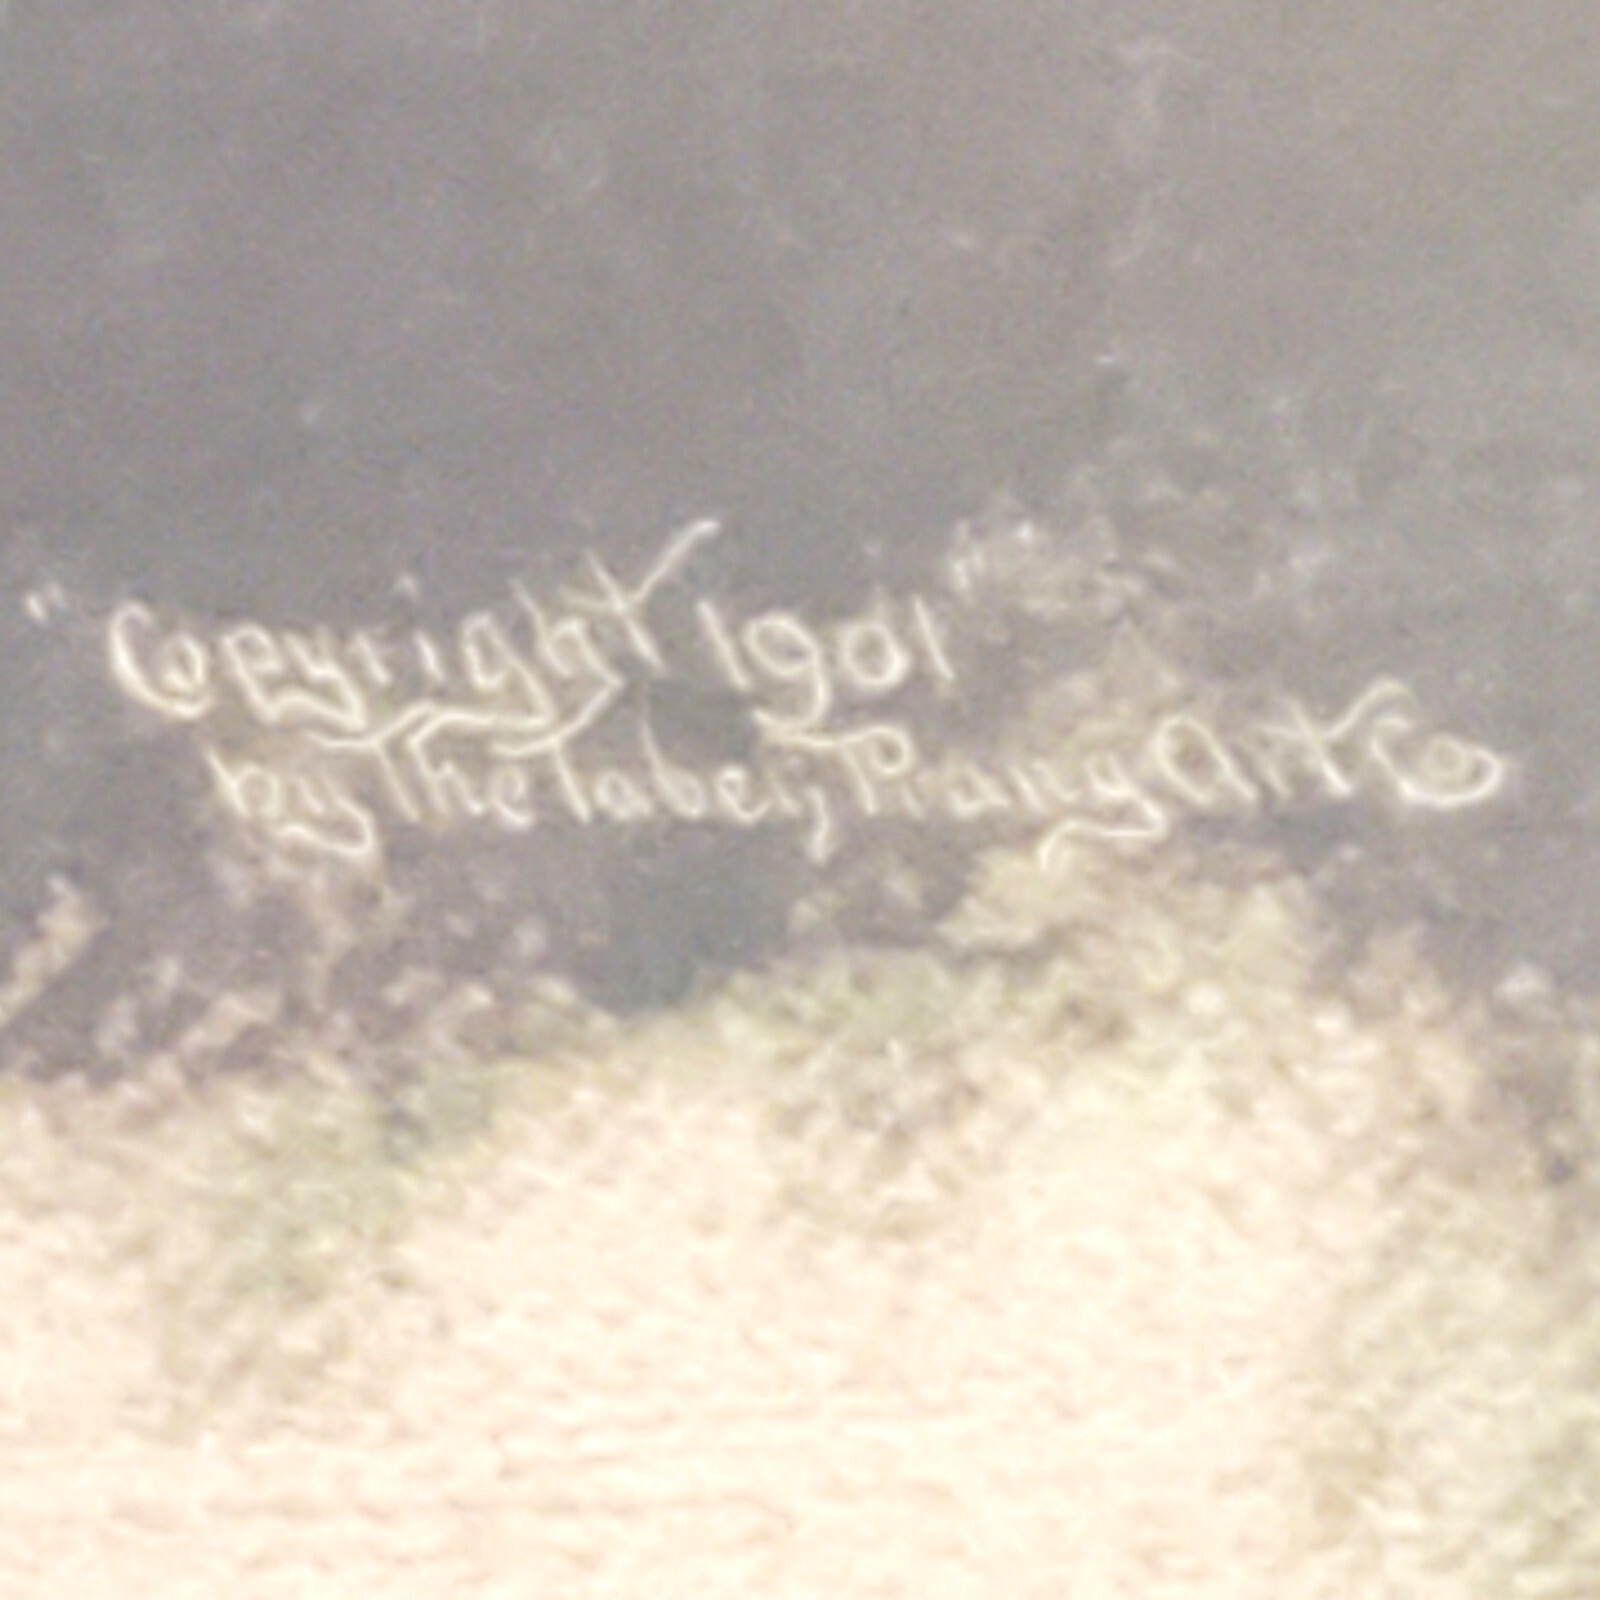 "Copyright 1901"
by The Taber, Prang Art Co